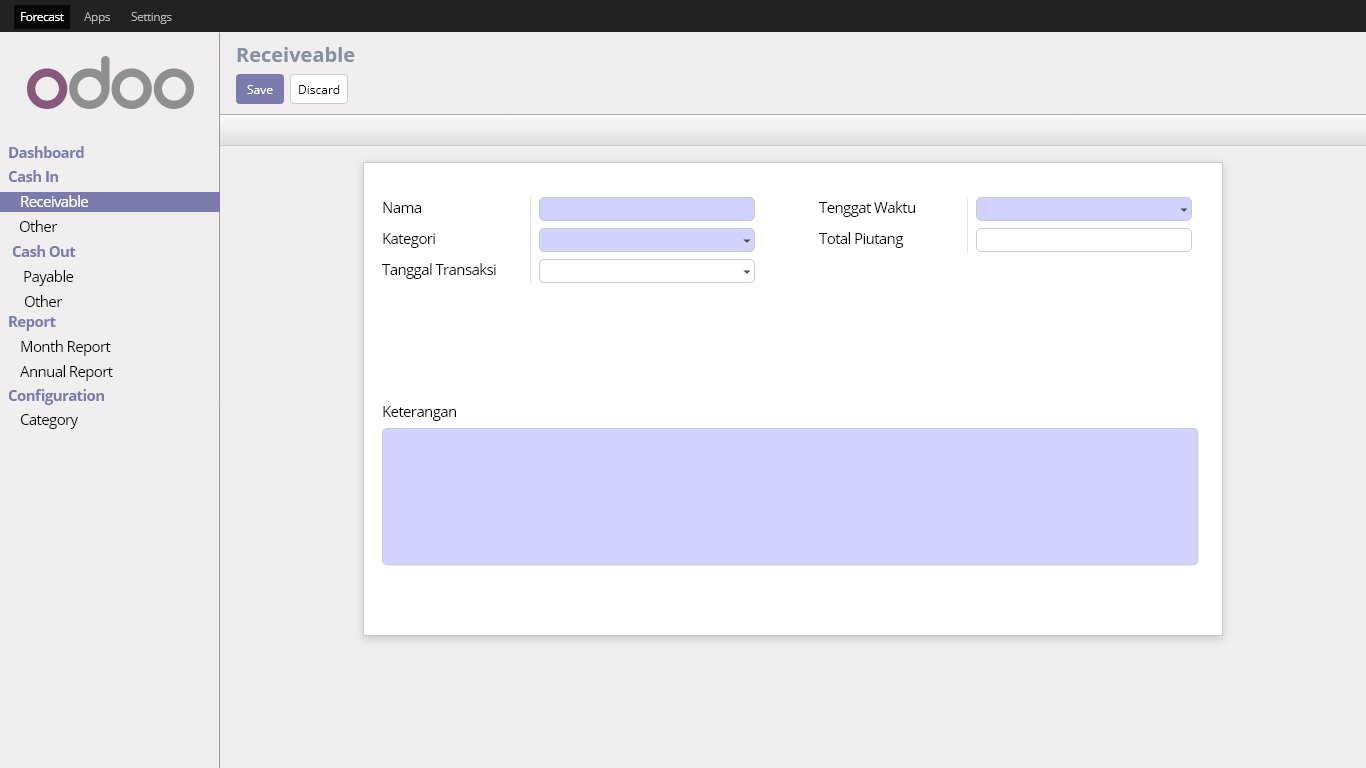 Forecast Apps Settings
odoo
Dashboard
Cash In
Receivable
Other
Cash Out
Payable
Other
Report
Month Report
Annual Report
Configuration
Category
Receiveable
Save Discard
Nama
Tenggat Waktu
Kategori
Total Piutang
Tanggal Transaksi
Keterangan